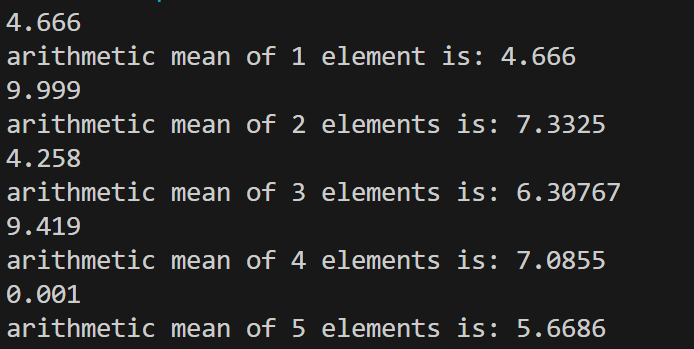 4.666
arithmetic mean of 1 element is: 4.666
9.999
arithmetic mean of 2 elements is: 7.3325
4.258
arithmetic mean of 3 elements is: 6.30767
9.419
arithmetic mean of 4 elements is: 7.0855
0.001
arithmetic mean of 5 elements is: 5.6686